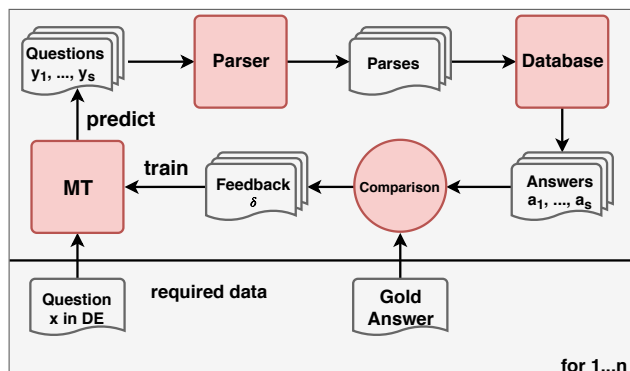 Questions
y1, ..., ys
Parser
Parses
Database
predict
MT
train
Feedback
δ
Comparison
Answers
a1, ..., as
Question
x in DE
required data
Gold
Answer
for 1...n